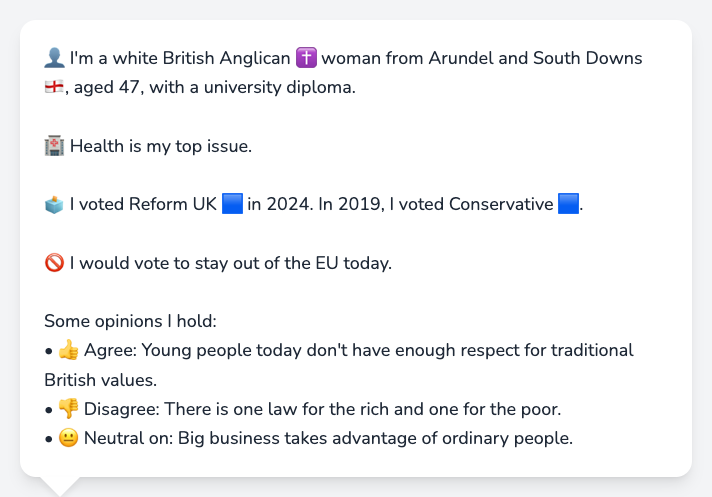 👤 I'm a white British Anglican ✝️ woman from Arundel and South Downs
🏴󠁧󠁢󠁥󠁮󠁧󠁿, aged 47, with a university diploma.
🏥 Health is my top issue.
🗳️ I voted Reform UK 🟦 in 2024. In 2019, I voted Conservative 🟦.
🚫 I would vote to stay out of the EU today.
Some opinions I hold:
• 👍 Agree: Young people today don't have enough respect for traditional
British values.
• 👎 Disagree: There is one law for the rich and one for the poor.
• 😐 Neutral on: Big business takes advantage of ordinary people.